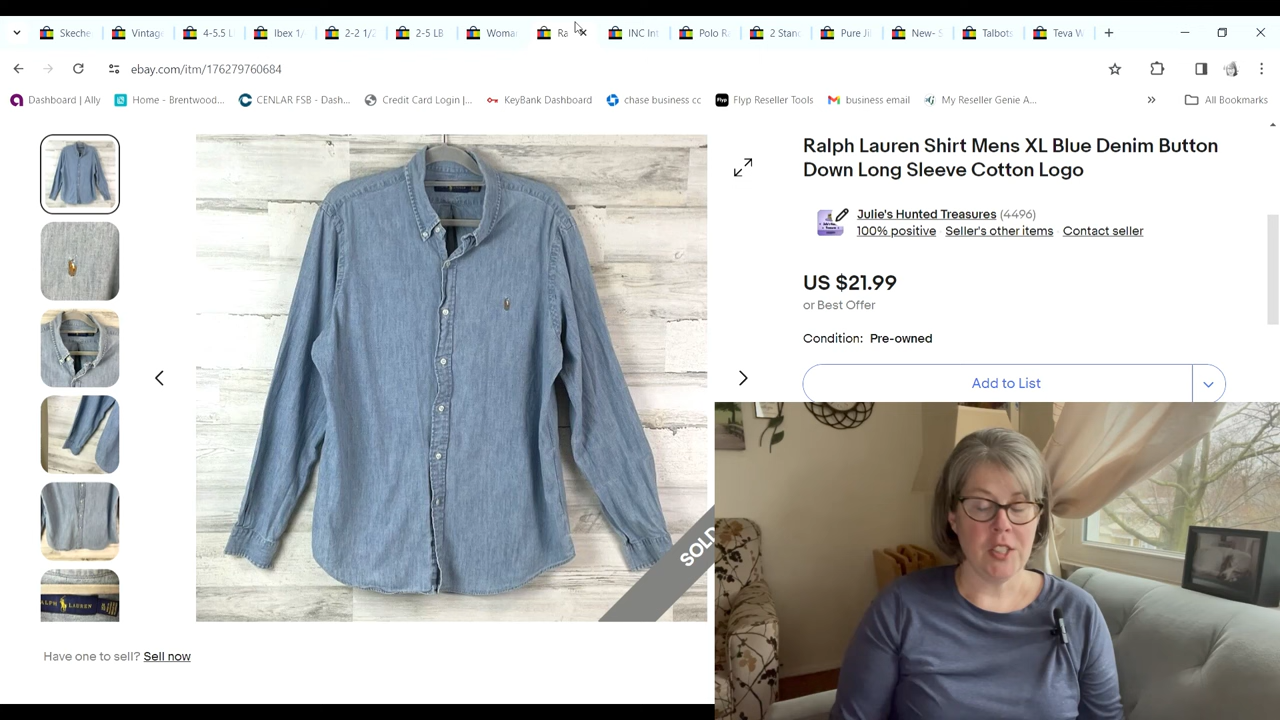 Skeche
Vintag
4-5.5 L
Ibex 1/
2-2 1/2
2-5 LB
Woma
Ra
INC Int
Polo R
2 Stan
Pure Ji
New- S
Talbots
Teva W
ebay.com/itm/176279760684
Dashboard | Ally
Home - Brentwood...
CENLAR FSB - Dash...
Credit Card Login |...
KeyBank Dashboard
chase business cc
Flyp Reseller Tools
business email
My Reseller Genie A...
All Bookmarks
Ralph Lauren Shirt Mens XL Blue Denim Button
Down Long Sleeve Cotton Logo
Julie's Hunted Treasures (4496)
100% positive · Seller's other items · Contact seller
US $21.99
or Best Offer
Condition: Pre-owned
Add to List
SOLD
LAUREN
Have one to sell? Sell now